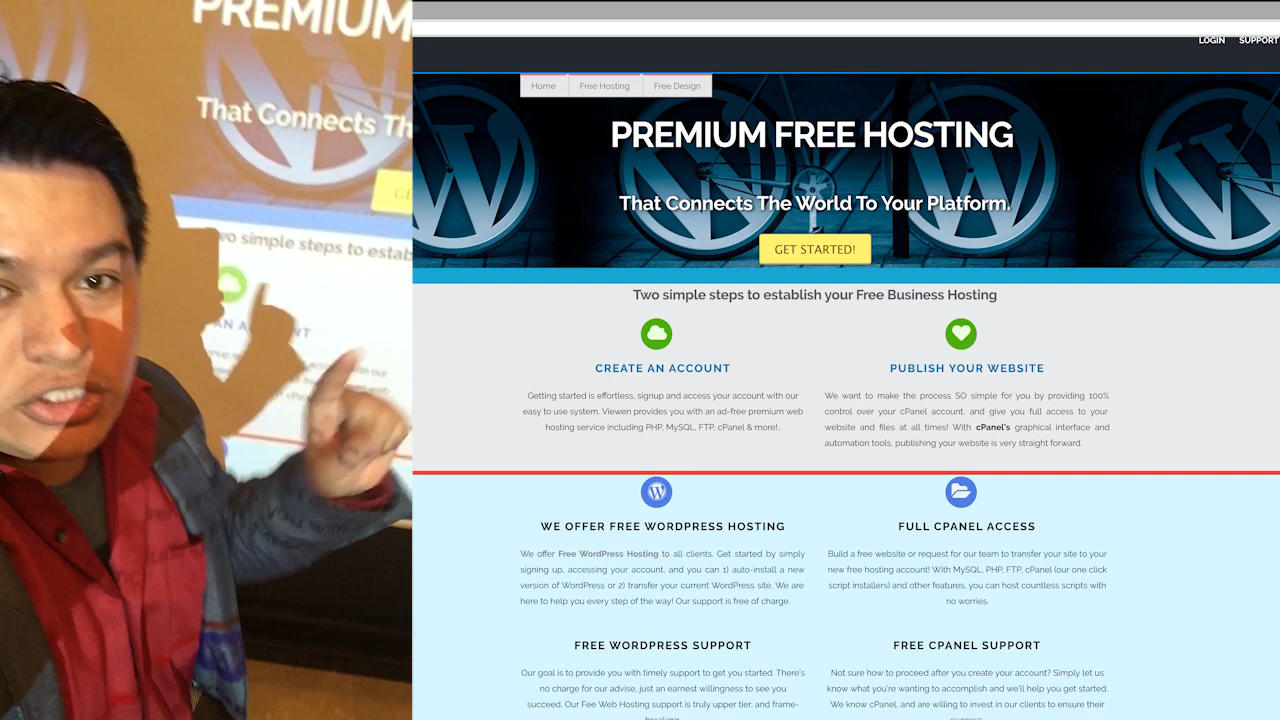 PREMIUM
That Connects Th
GE
wo simple steps to estab
AN A NT
LOGIN SUPPORT
Home Free Hosting Free Design
PREMIUM FREE HOSTING
That Connects The World To Your Platform.
GET STARTED!
Two simple steps to establish your Free Business Hosting
CREATE AN ACCOUNT
Getting started is effortless, signup and access your account with our
easy to use system. Viewen provides you with an ad-free premium web
hosting service including PHP, MySQL, FTP, cPanel & more!..
PUBLISH YOUR WEBSITE
We want to make the process SO simple for you by providing 100%
control over your cPanel account, and give you full access to your
website and files at all times! With cPanel's graphical interface and
automation tools, publishing your website is very straight forward.
WE OFFER FREE WORDPRESS HOSTING
We offer Free WordPress Hosting to all clients. Get started by simply
signing up, accessing your account, and you can 1) auto-install a new
version of WordPress or 2) transfer your current WordPress site. We are
here to help you every step of the way! Our support is free of charge.
FULL CPANEL ACCESS
Build a free website or request for our team to transfer your site to your
new free hosting account! With MySQL, PHP, FTP, cPanel (our one click
script installers) and other features, you can host countless scripts with
no worries.
FREE WORDPRESS SUPPORT
Our goal is to provide you with timely support to get you started. There's
no charge for our advise, just an earnest willingness to see you
succeed. Our Fee Web Hosting support is truly upper tier, and frame-
breaking.
FREE CPANEL SUPPORT
Not sure how to proceed after you create your account? Simply let us
know what you're wanting to accomplish and we'll help you get started.
We know cPanel, and are willing to invest in our clients to ensure their
success.